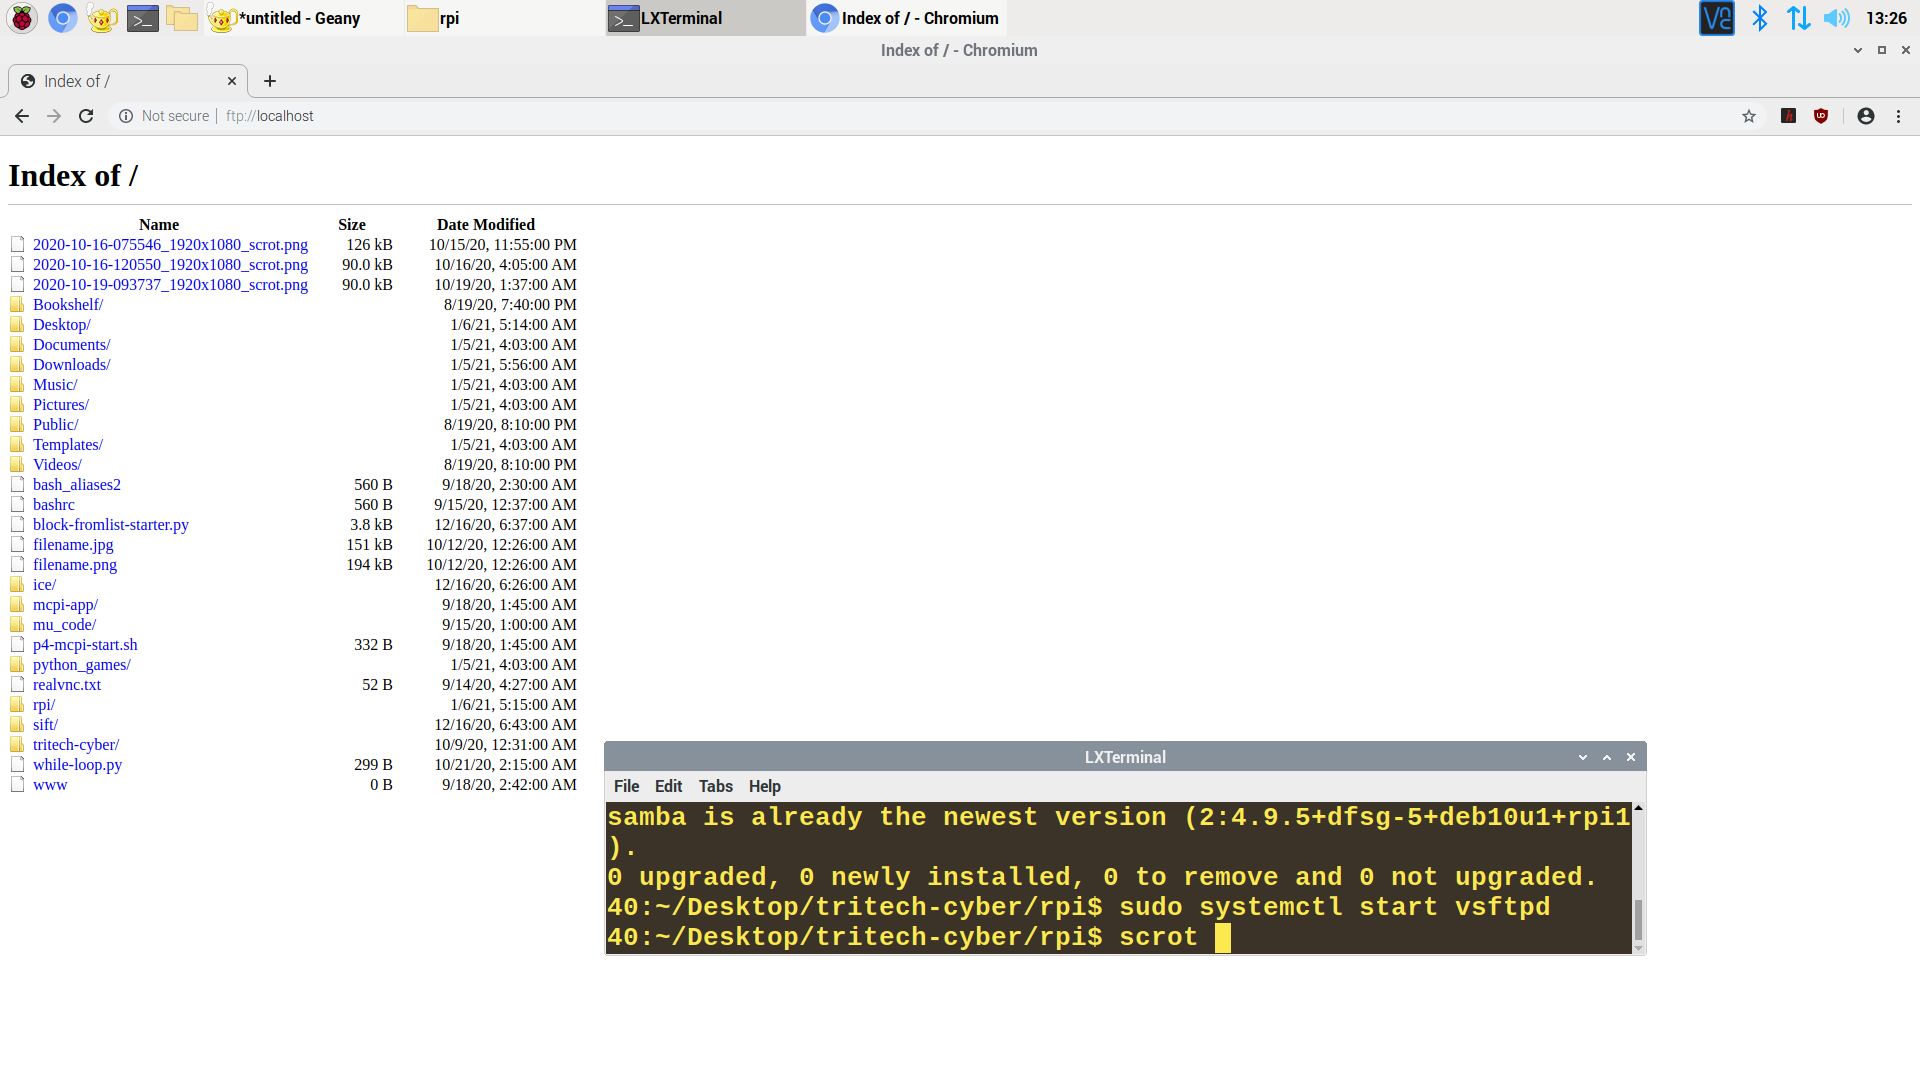 *untitled - Geany
rpi
LXTerminal
Index of / - Chromium
13:26
Index of / - Chromium
Index of /
Not secure | ftp://localhost
Index of /
Name Size Date Modified
2020-10-16-075546_1920x1080_scrot.png 126 kB 10/15/20, 11:55:00 PM
2020-10-16-120550_1920x1080_scrot.png 90.0 kB 10/16/20, 4:05:00 AM
2020-10-19-093737_1920x1080_scrot.png 90.0 kB 10/19/20, 1:37:00 AM
Bookshelf/ 8/19/20, 7:40:00 PM
Desktop/ 1/6/21, 5:14:00 AM
Documents/ 1/5/21, 4:03:00 AM
Downloads/ 1/5/21, 5:56:00 AM
Music/ 1/5/21, 4:03:00 AM
Pictures/ 1/5/21, 4:03:00 AM
Public/ 8/19/20, 8:10:00 PM
Templates/ 1/5/21, 4:03:00 AM
Videos/ 8/19/20, 8:10:00 PM
bash_aliases2 560 B 9/18/20, 2:30:00 AM
bashrc 560 B 9/15/20, 12:37:00 AM
block-fromlist-starter.py 3.8 kB 12/16/20, 6:37:00 AM
filename.jpg 151 kB 10/12/20, 12:26:00 AM
filename.png 194 kB 10/12/20, 12:26:00 AM
ice/ 12/16/20, 6:26:00 AM
mcpi-app/ 9/18/20, 1:45:00 AM
mu_code/ 9/15/20, 1:00:00 AM
p4-mcpi-start.sh 332 B 9/18/20, 1:45:00 AM
python_games/ 1/5/21, 4:03:00 AM
realvnc.txt 52 B 9/14/20, 4:27:00 AM
rpi/ 1/6/21, 5:15:00 AM
sift/ 12/16/20, 6:43:00 AM
tritech-cyber/ 10/9/20, 12:31:00 AM
while-loop.py 299 B 10/21/20, 2:15:00 AM
www 0 B 9/18/20, 2:42:00 AM
LXTerminal
File Edit Tabs Help
samba is already the newest version (2:4.9.5+dfsg-5+deb10u1+rpi1
).
0 upgraded, 0 newly installed, 0 to remove and 0 not upgraded.
40:~/Desktop/tritech-cyber/rpi$ sudo systemctl start vsftpd
40:~/Desktop/tritech-cyber/rpi$ scrot